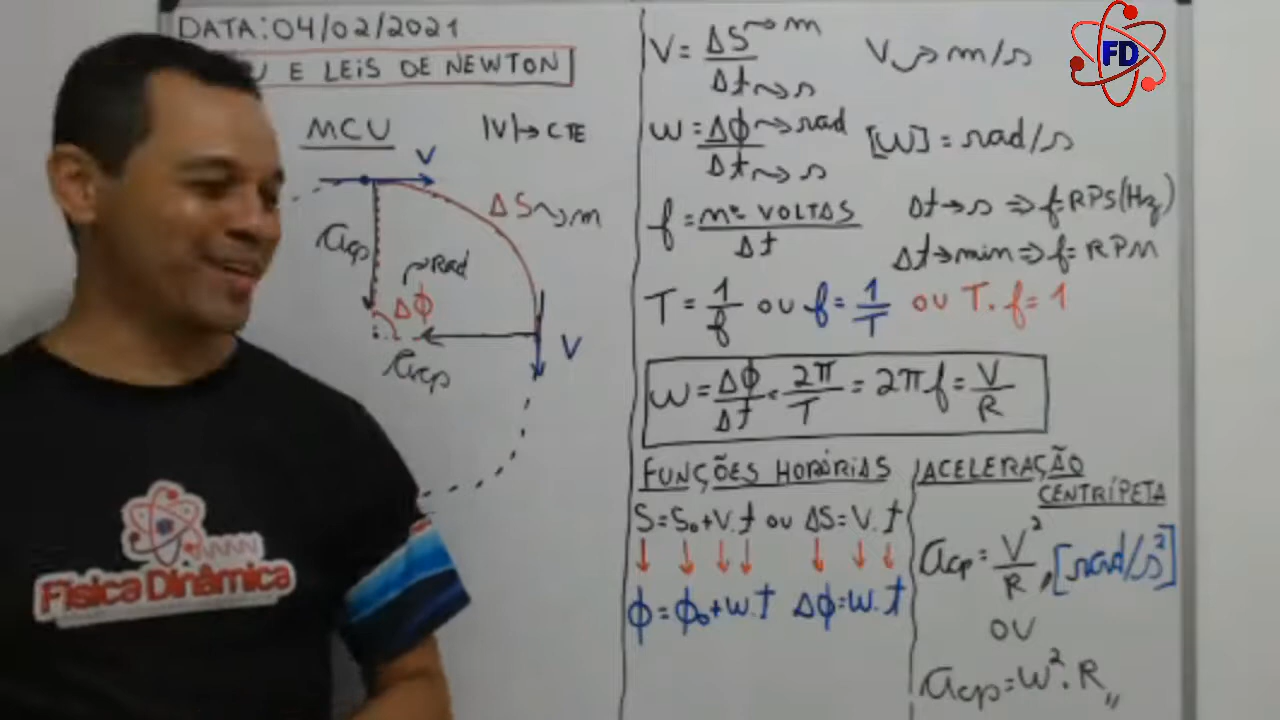 DATA: 04/02/2021
U E LEIS DE NEWTON
MCU
|V| → CTE
V
ΔS ⤳ m
acp
Rad
Δϕ
acp
V
V = ΔS ⤳ m
Δt ⤳ s
V ⤳ m/s
W = Δϕ ⤳ rad
Δt ⤳ s
[W] = rad/s
f = nº VOLTAS
Δt
Δt → s ⇒ f = RPS (Hz)
Δt → min ⇒ f = RPM
T = 1/f OU f = 1/T OU T. f = 1
W = Δϕ/Δt = 2π/T = 2πf = V/R
FUNÇÕES HORÁRIAS
S = S₀ + V. t ou ΔS = V. t
ϕ = ϕ₀ + W. t Δϕ = W. t
ACELERAÇÃO
CENTRÍPETA
acp = V²/R, [rad/s²]
OU
acp = W². R
Física Dinâmica
FD